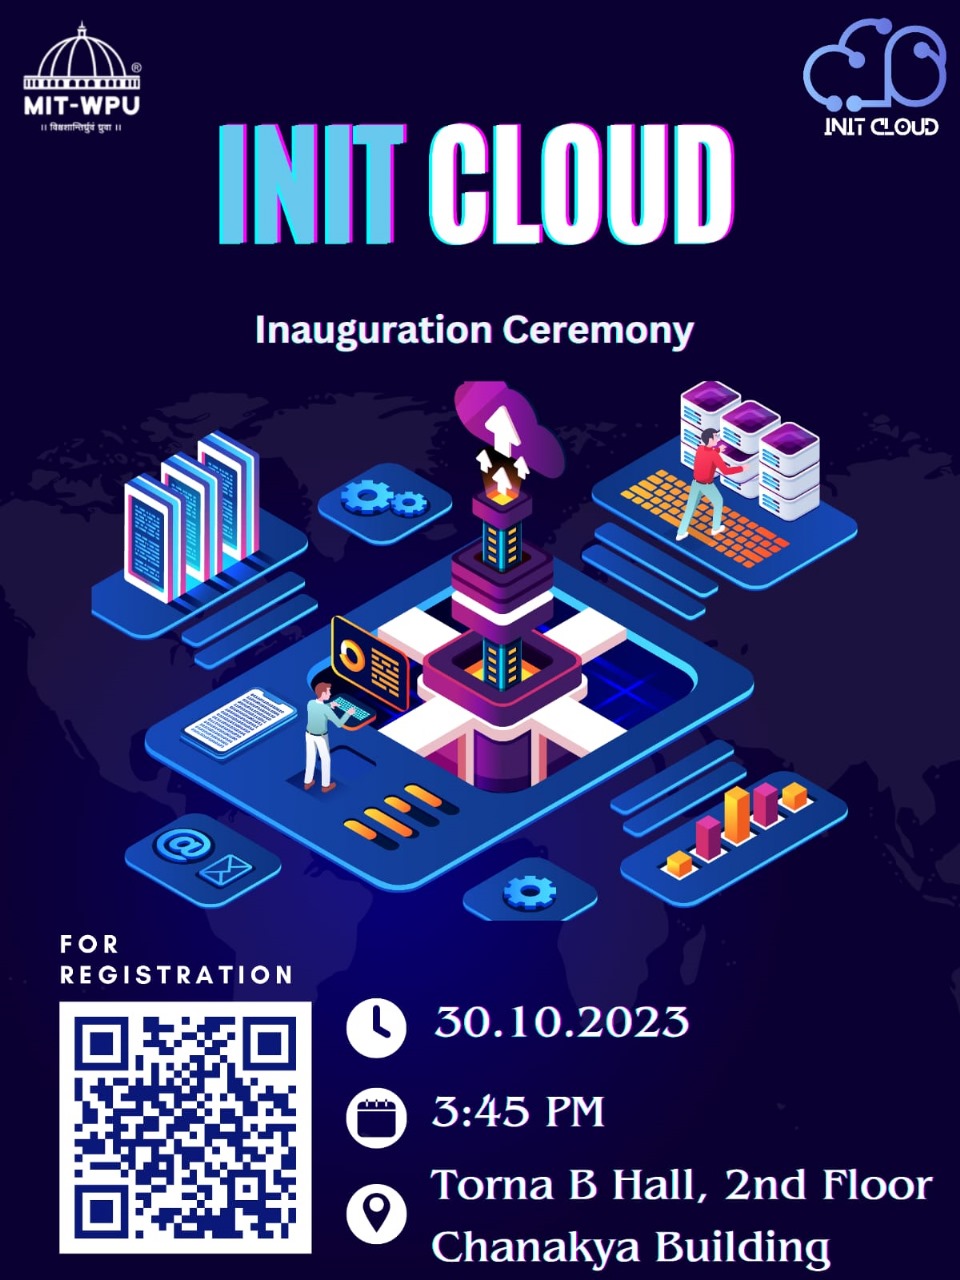 MIT-WPU
®
॥ विश्वशान्तिर्ध्रुवं ध्रुवा ॥
INIT CLOUD
INIT CLOUD
Inauguration Ceremony
FOR
REGISTRATION
30.10.2023
3:45 PM
Torna B Hall, 2nd Floor
Chanakya Building